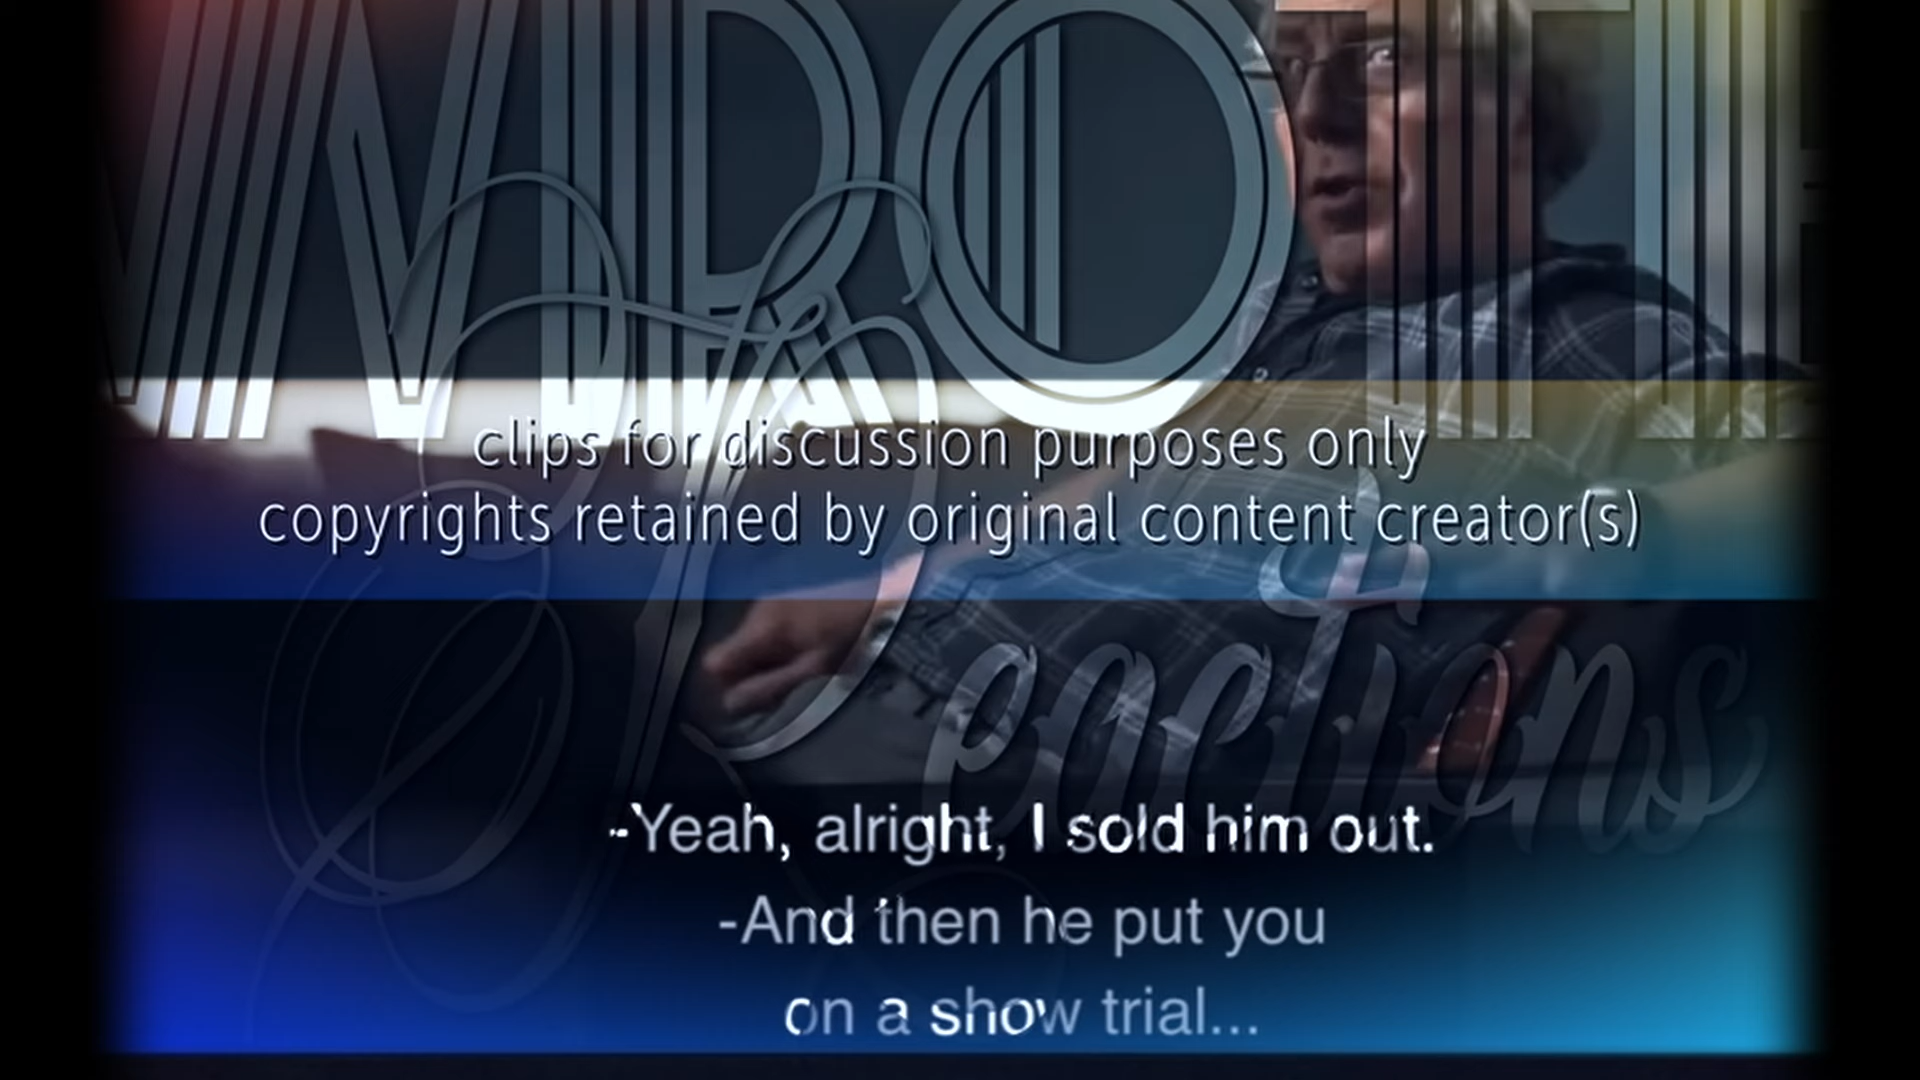 clips for discussion purposes only
copyrights retained by original content creator(s)
Reactions
-Yeah, alright, I sold him out.
-And then he put you
on a show trial...